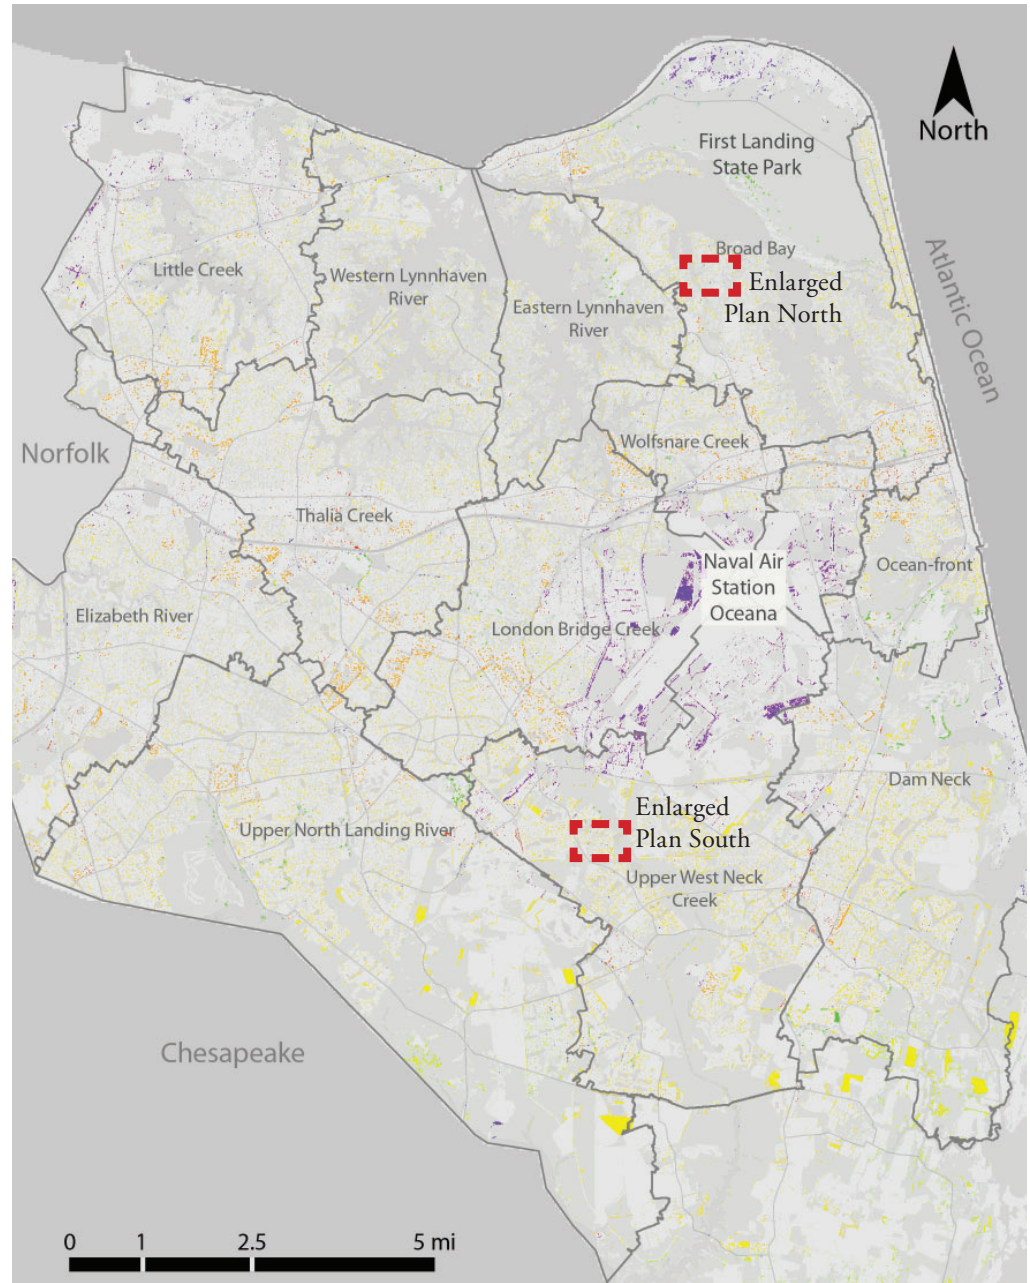 North
First Landing
State Park
Atlantic Ocean
Broad Bay
Little Creek
Western Lynnhaven
River
Eastern Lynnhaven
River
Enlarged
Plan North
Norfolk
Wolfsnare Creek
Thalia Creek
Naval Air
Station
Oceana
Ocean-front
Elizabeth River
London Bridge Creek
Dam Neck
Enlarged
Plan South
Upper North Landing River
Upper West Neck
Creek
Chesapeake
0 1 2.5 5 mi